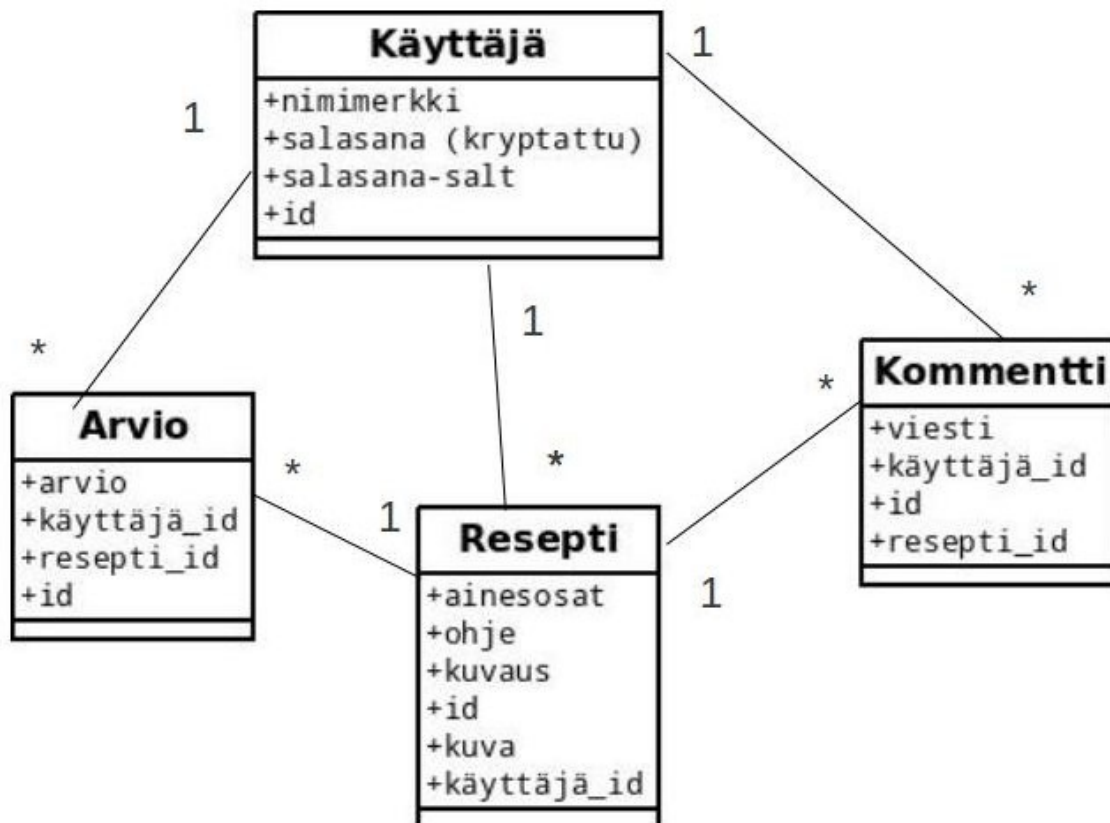 Käyttäjä
+nimimerkki
+salasana (kryptattu)
+salasana-salt
+id
1
1
1
*
*
*
*
*
1
1
Arvio
+arvio
+käyttäjä_id
+resepti_id
+id
Resepti
+ainesosat
+ohje
+kuvaus
+id
+kuva
+käyttäjä_id
Kommentti
+viesti
+käyttäjä_id
+id
+resepti_id